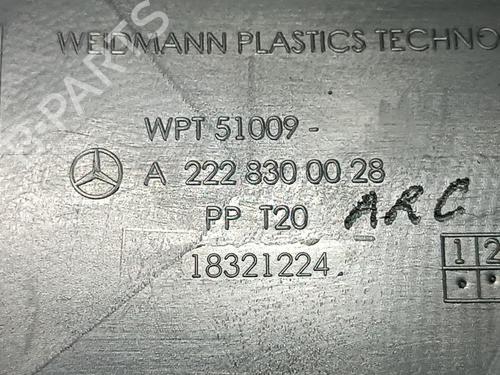 WEIDMANN PLASTICS TECHNO
WPT 51009 -
A 222 830 00 28
PP T20 ARC
18321224
1 2